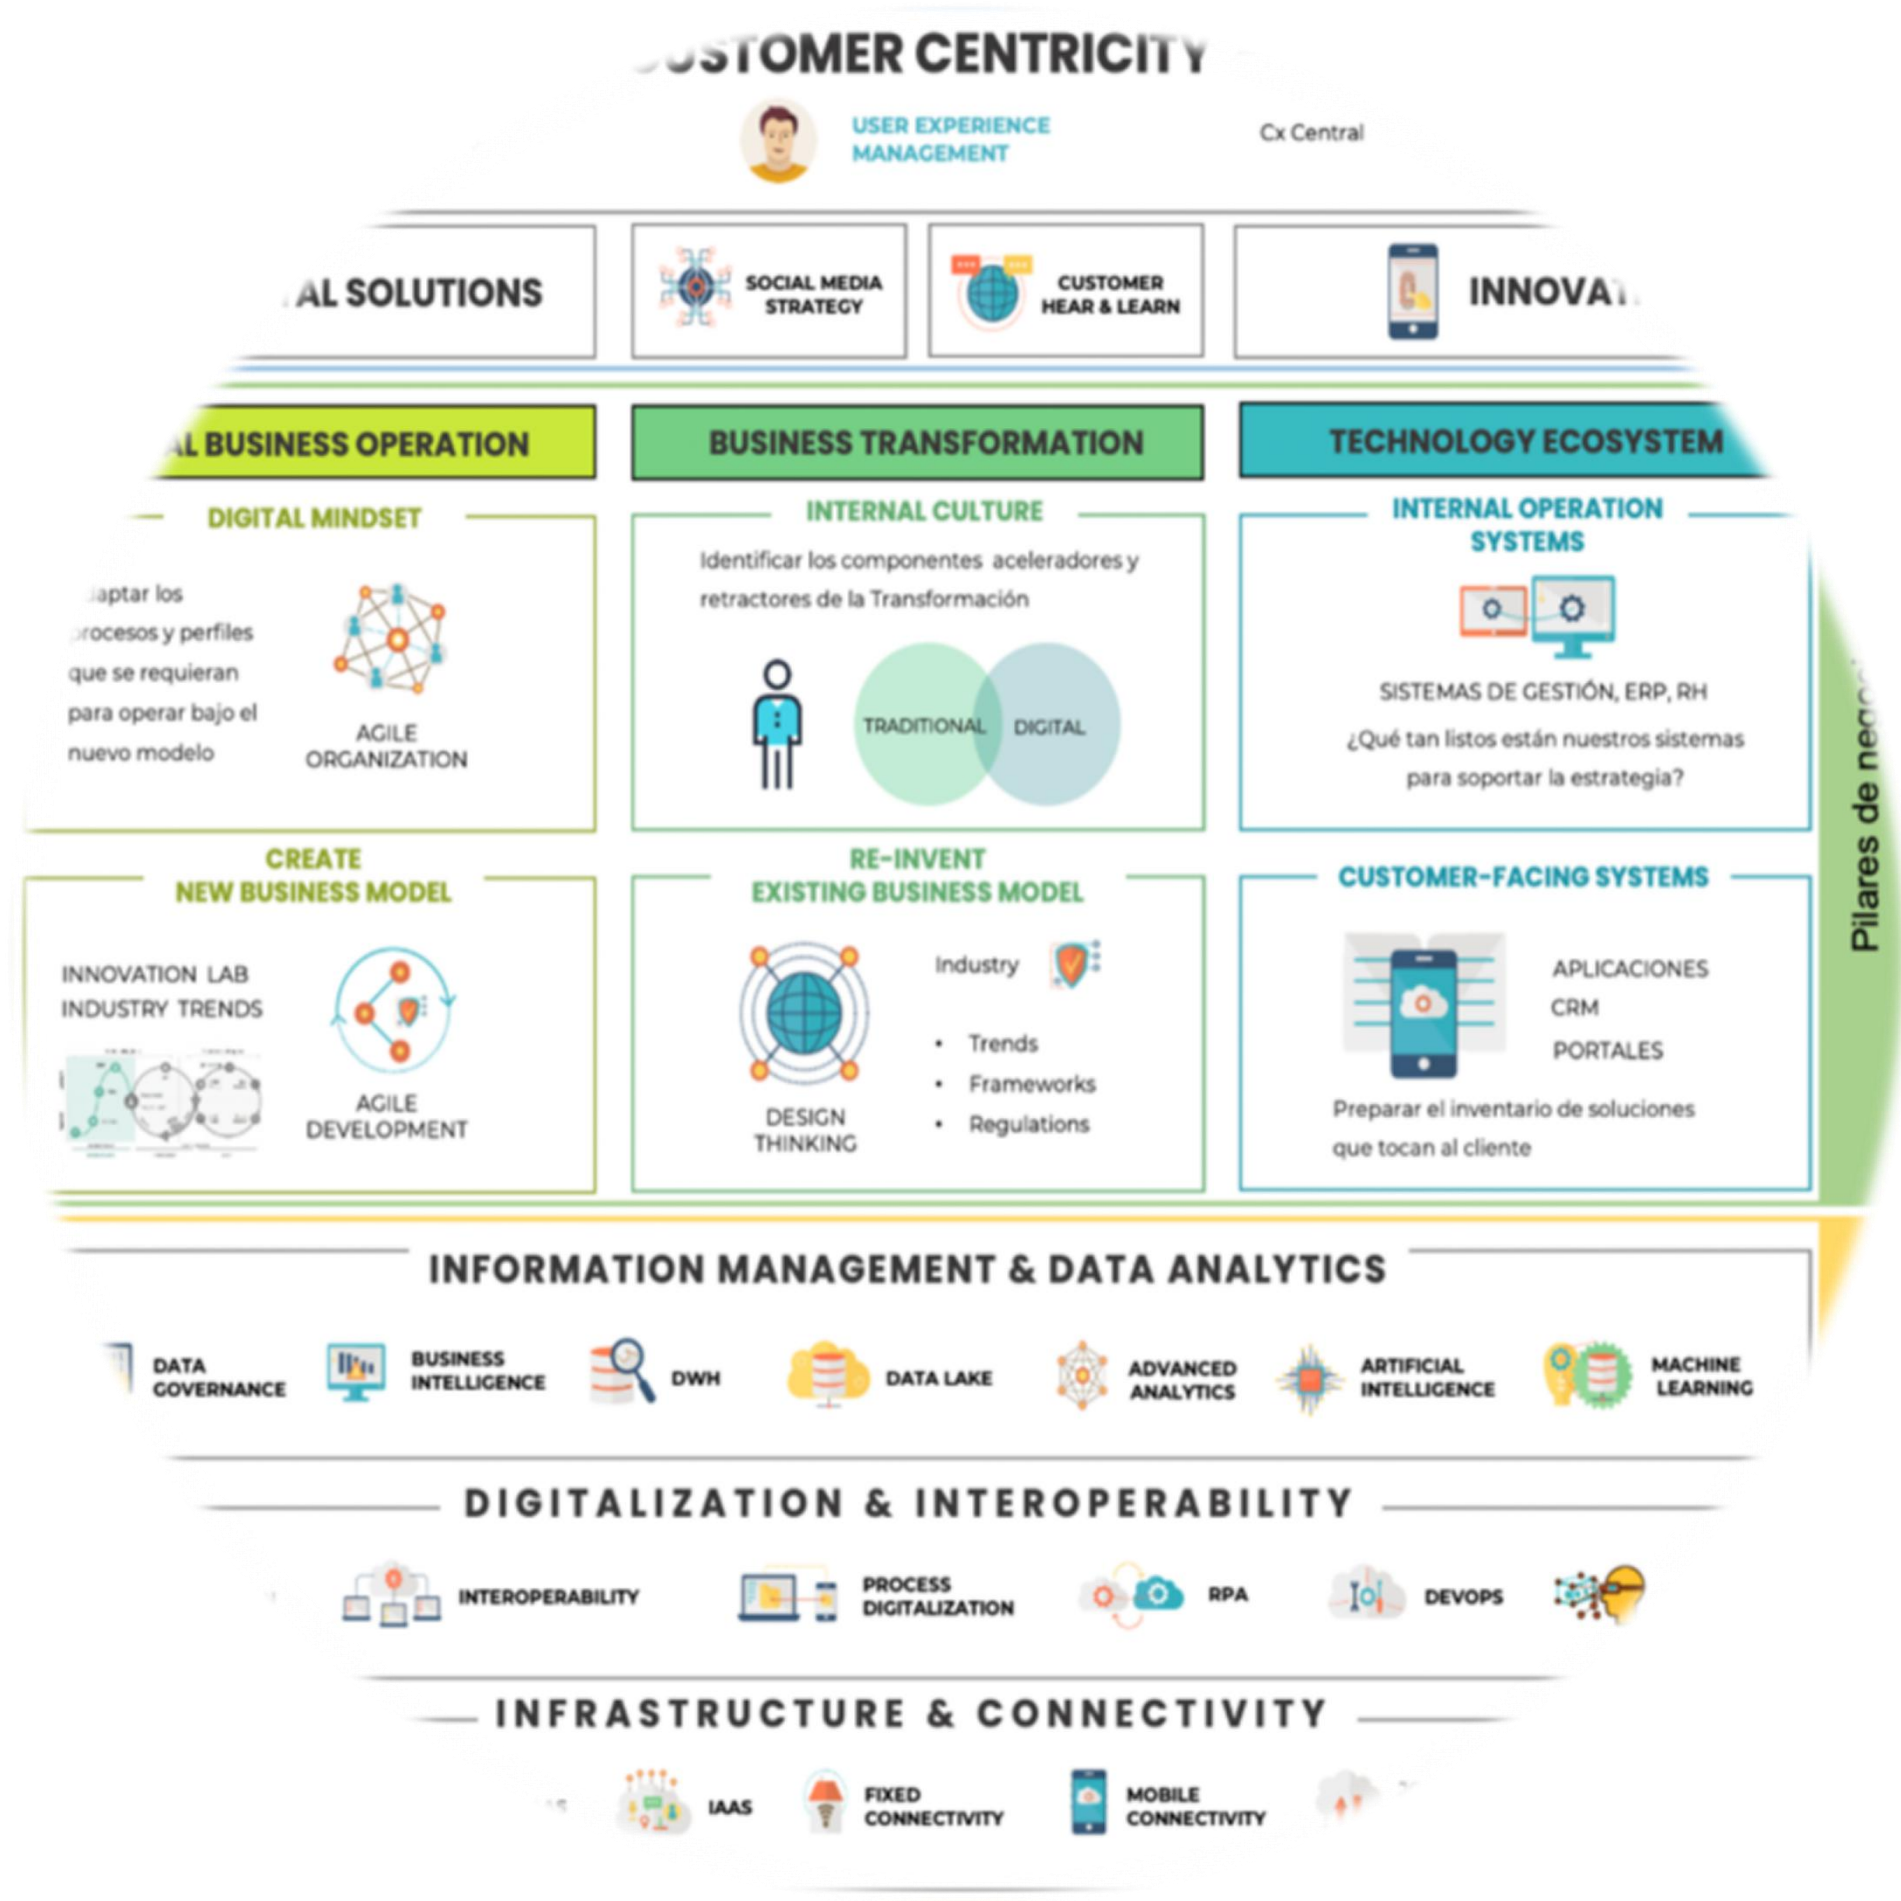 CUSTOMER CENTRICITY
USER EXPERIENCE
MANAGEMENT
Cx Central
SOLUTIONS
SOCIAL MEDIA
STRATEGY
CUSTOMER
HEAR & LEARN
BUSINESS OPERATION
BUSINESS TRANSFORMATION
TECHNOLOGY ECOSYSTEM
DIGITAL MINDSET
los
procesos y perfiles
que se requieran
para operar bajo el
nuevo modelo
AGILE
ORGANIZATION
INTERNAL CULTURE
Identificar los componentes aceleradores y
retractores de la Transformación
TRADITIONAL
DIGITAL
INTERNAL OPERATION
SYSTEMS
SISTEMAS DE GESTIÓN, ERP, RH
¿Qué tan listos están nuestros sistemas
para soportar la estrategia?
Pilares de
CREATE
NEW BUSINESS MODEL
INNOVATION LAB
INDUSTRY TRENDS
AGILE
DEVELOPMENT
RE-INVENT
EXISTING BUSINESS MODEL
DESIGN
THINKING
Industry
• Trends
• Frameworks
• Regulations
CUSTOMER-FACING SYSTEMS
APLICACIONES
CRM
PORTALES
Preparar el inventario de soluciones
que tocan al cliente
INFORMATION MANAGEMENT & DATA ANALYTICS
DATA
GOVERNANCE
BUSINESS
INTELLIGENCE
DWH
DATA LAKE
ADVANCED
ANALYTICS
ARTIFICIAL
INTELLIGENCE
MACHINE
LEARNING
DIGITALIZATION & INTEROPERABILITY
INTEROPERABILITY
PROCESS
DIGITALIZATION
RPA
DEVOPS
INFRASTRUCTURE & CONNECTIVITY
IAAS
FIXED
CONNECTIVITY
MOBILE
CONNECTIVITY